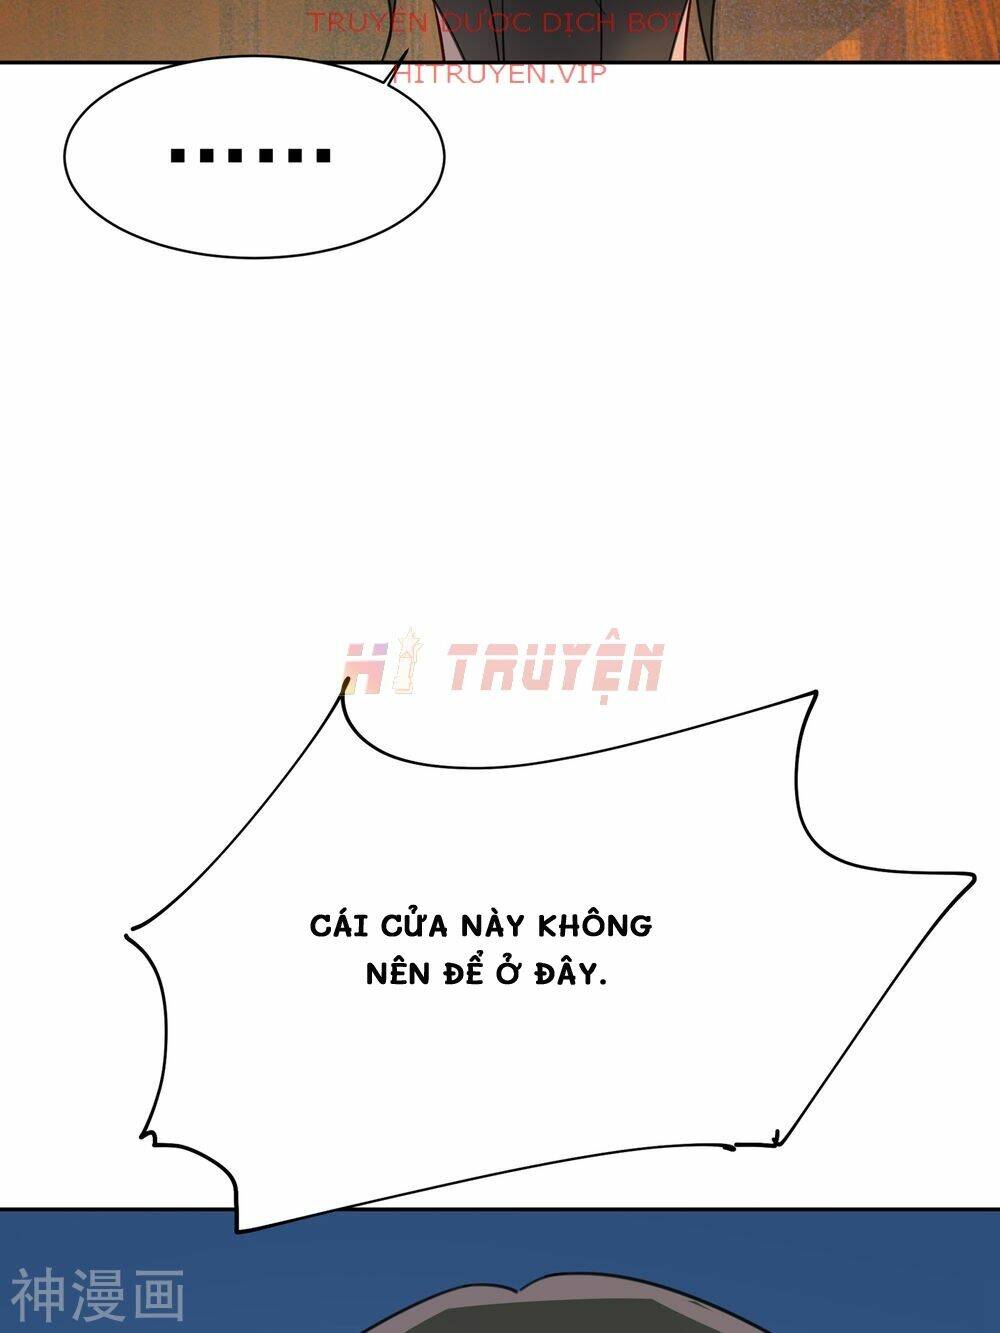 TRUYỆN ĐƯỢC DỊCH BỞI
HITRUYEN.VIP
......
HI TRUYỆN
CÁI CỬA NÀY KHÔNG
NÊN ĐỂ Ở ĐÂY.
神漫画